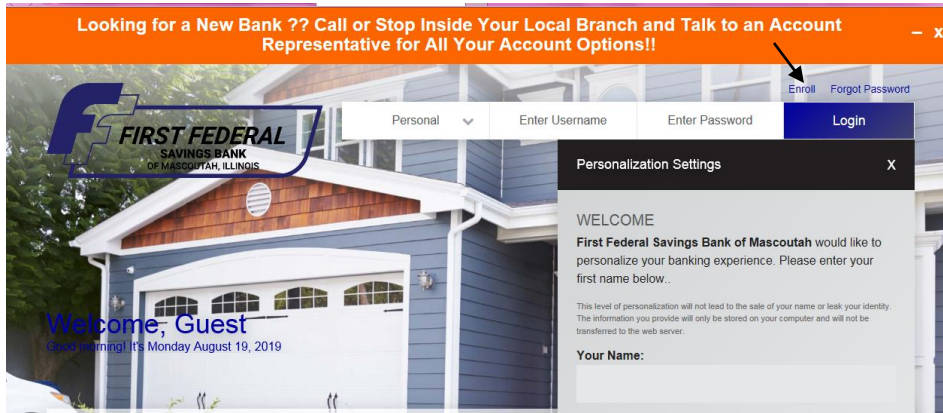 Looking for a New Bank ?? Call or Stop Inside Your Local Branch and Talk to an Account
Representative for All Your Account Options!!
– x
Enroll Forgot Password
FF
FIRST FEDERAL
SAVINGS BANK
OF MASCOUTAH, ILLINOIS
Personal Enter Username Enter Password Login
Personalization Settings X
WELCOME
First Federal Savings Bank of Mascoutah would like to
personalize your banking experience. Please enter your
first name below..
This level of personalization will not lead to the sale of your name or leak your identity.
The information you provide will only be stored on your computer and will not be
transferred to the web server.
Your Name:
Welcome, Guest
Good morning! It's Monday August 19, 2019